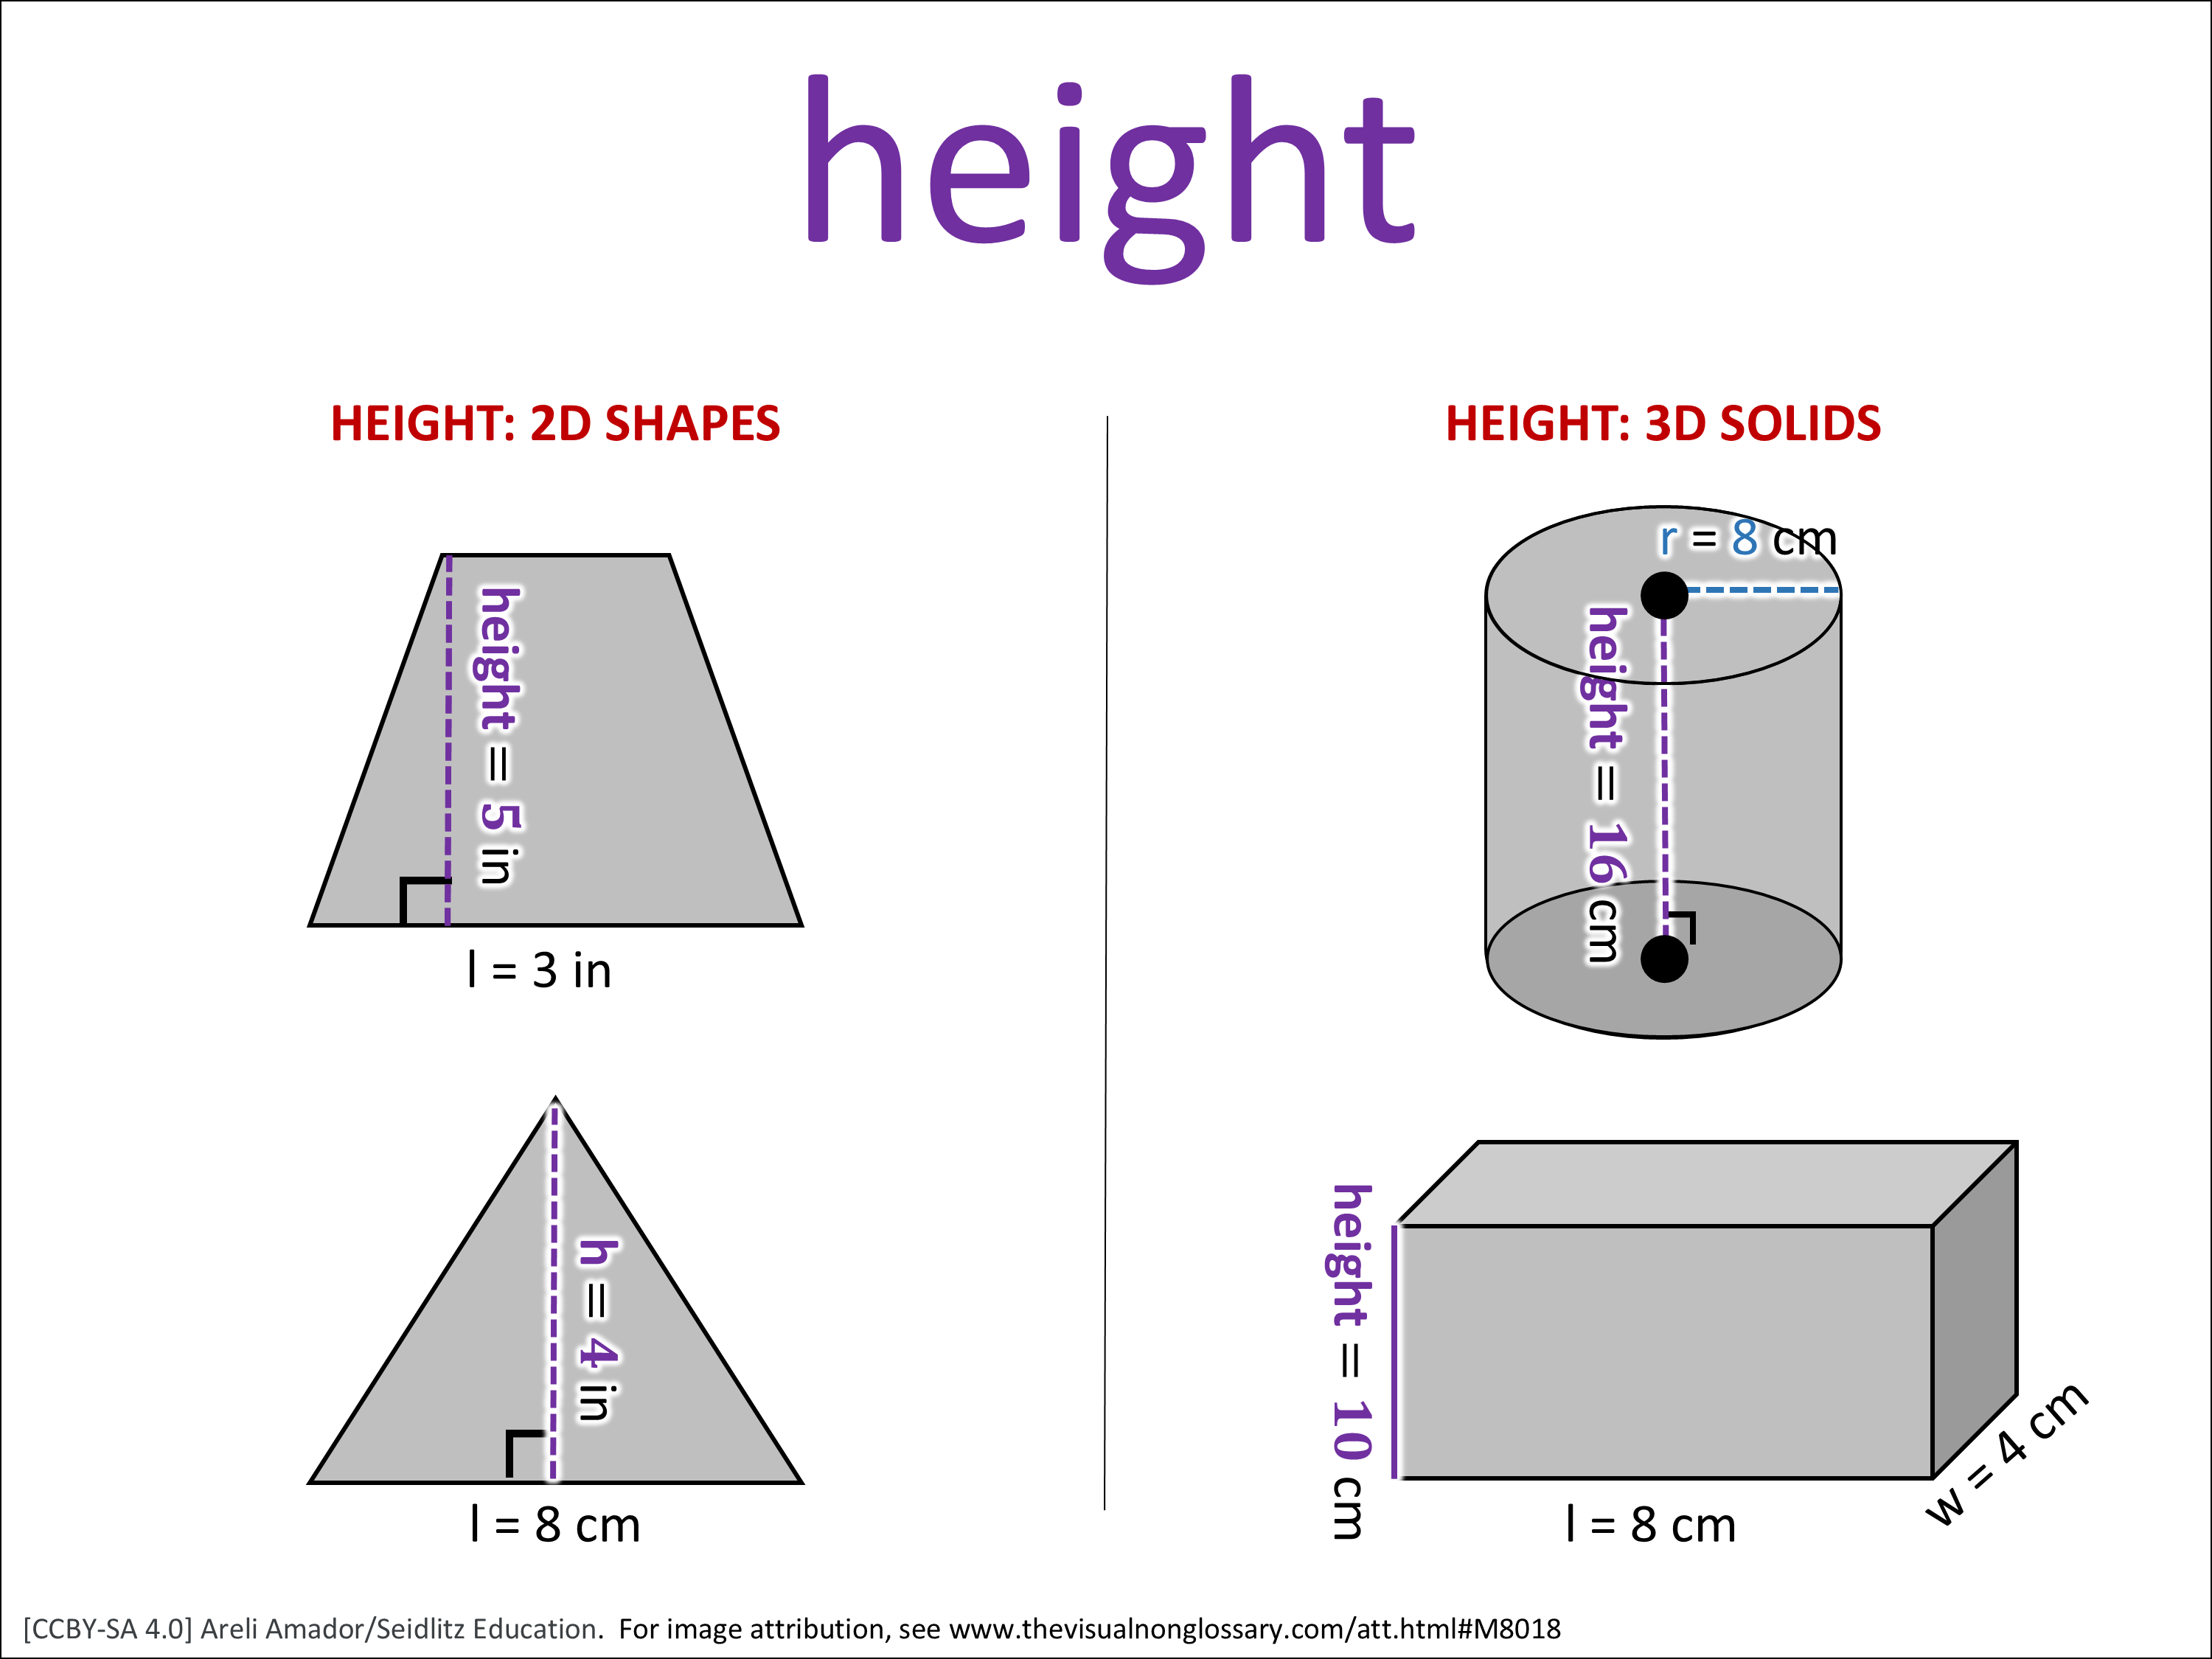 height
HEIGHT: 2D SHAPES
height = 5 in
l = 3 in
h = 4 in
l = 8 cm
HEIGHT: 3D SOLIDS
r = 8 cm
height = 16 cm
height = 10 cm
l = 8 cm
w = 4 cm
[CCBY-SA 4.0] Areli Amador/Seidlitz Education. For image attribution, see www.thevisualnonglossary.com/att.html#M8018